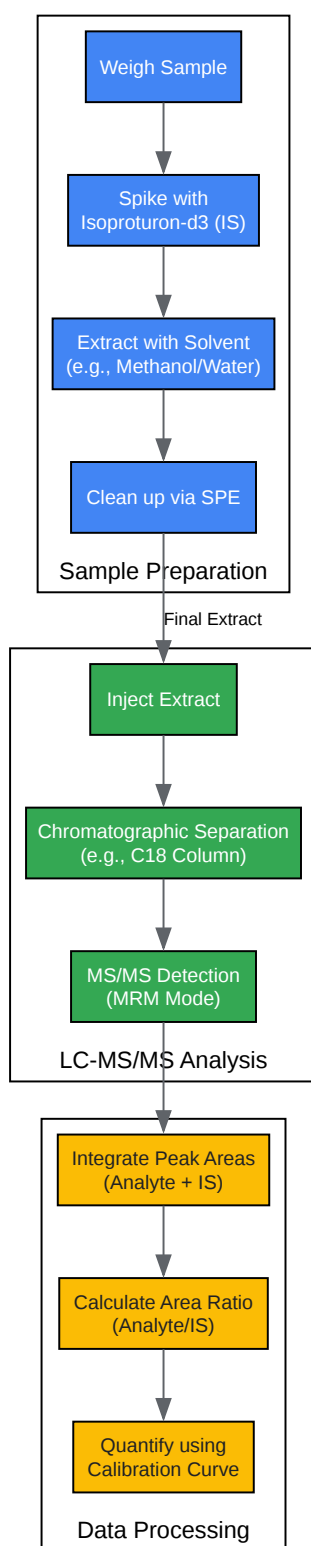 Weigh Sample
Spike with
Isoproturon-d3 (IS)
Extract with Solvent
(e.g., Methanol/Water)
Clean up via SPE
Sample Preparation
Final Extract
Inject Extract
Chromatographic Separation
(e.g., C18 Column)
MS/MS Detection
(MRM Mode)
LC-MS/MS Analysis
Integrate Peak Areas
(Analyte + IS)
Calculate Area Ratio
(Analyte/IS)
Quantify using
Calibration Curve
Data Processing